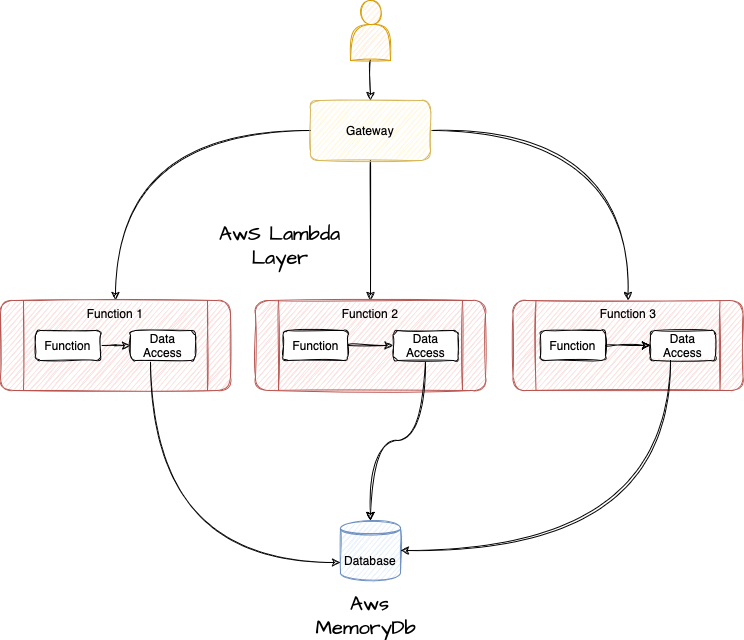 Gateway
AWS Lambda
Layer
Function 1
Function
Data
Access
Function 2
Function
Data
Access
Function 3
Function
Data
Access
Database
Aws
MemoryDb